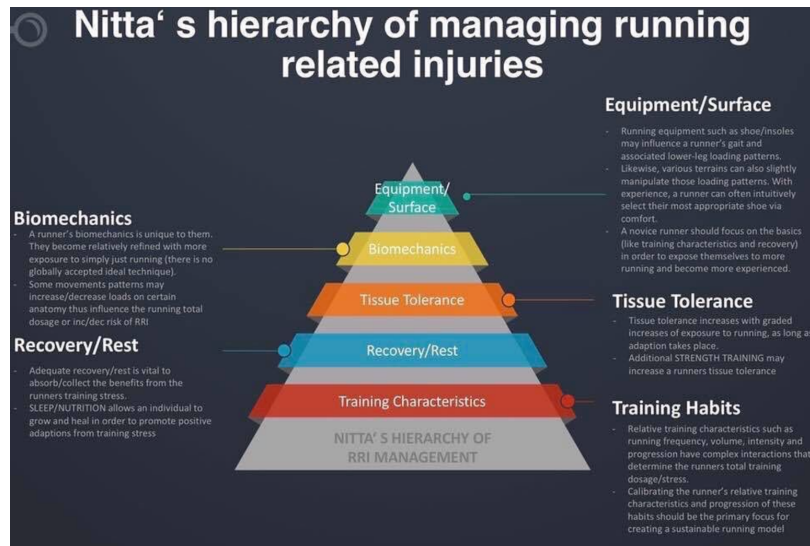 Nitta‘ s hierarchy of managing running
related injuries
Equipment/Surface
- Running equipment such as shoe/insoles
may influence a runner's gait and
associated lower-leg loading patterns.
- Likewise, various terrains can also slightly
manipulate those loading patterns. With
experience, a runner can often intuitively
select their most appropriate shoe via
comfort.
- A novice runner should focus on the basics
(like training characteristics and recovery)
in order to expose themselves to more
running and become more experienced.
Biomechanics
- A runner's biomechanics is unique to them.
They become relatively refined with more
exposure to simply just running (there is no
globally accepted ideal technique).
- Some movements patterns may
increase/decrease loads on certain
anatomy thus influence the running total
dosage or inc/dec risk of RRI
Tissue Tolerance
- Tissue tolerance increases with graded
increases of exposure to running, as long as
adaption takes place.
- Additional STRENGTH TRAINING may
increase a runners tissue tolerance
Recovery/Rest
- Adequate recovery/rest is vital to
absorb/collect the benefits from the
runners training stress.
- SLEEP/NUTRITION allows an individual to
grow and heal in order to promote positive
adaptions from training stress
Training Habits
- Relative training characteristics such as
running frequency, volume, intensity and
progression have complex interactions that
determine the runners total training
dosage/stress.
- Calibrating the runner's relative training
characteristics and progression of these
habits should be the primary focus for
creating a sustainable running model
Equipment/
Surface
Biomechanics
Tissue Tolerance
Recovery/Rest
Training Characteristics
NITTA‘ S HIERARCHY OF
RRI MANAGEMENT